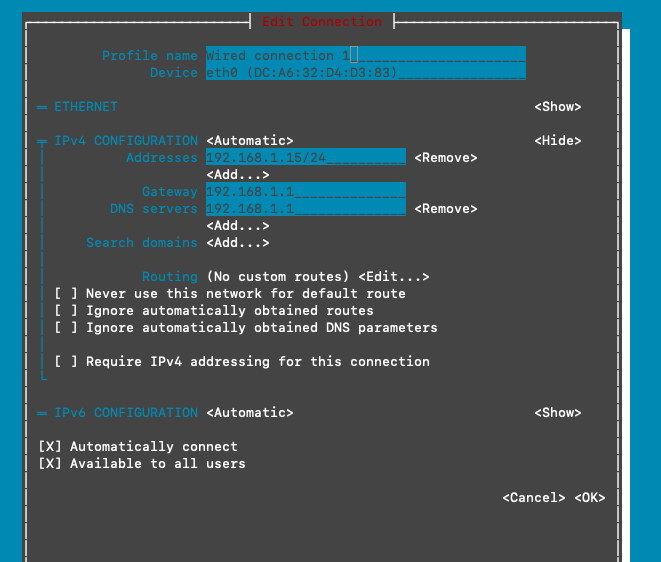 Edit Connection
Profile name Wired connection 1
Device eth0 (DC:A6:32:D4:D3:83)
ETHERNET <Show>
IPv4 CONFIGURATION <Automatic> <Hide>
Addresses 192.168.1.15/24 <Remove>
<Add...>
Gateway 192.168.1.1
DNS servers 192.168.1.1 <Remove>
<Add...>
Search domains <Add...>
Routing (No custom routes) <Edit...>
[ ] Never use this network for default route
[ ] Ignore automatically obtained routes
[ ] Ignore automatically obtained DNS parameters
[ ] Require IPv4 addressing for this connection
IPv6 CONFIGURATION <Automatic> <Show>
[X] Automatically connect
[X] Available to all users
<Cancel> <OK>